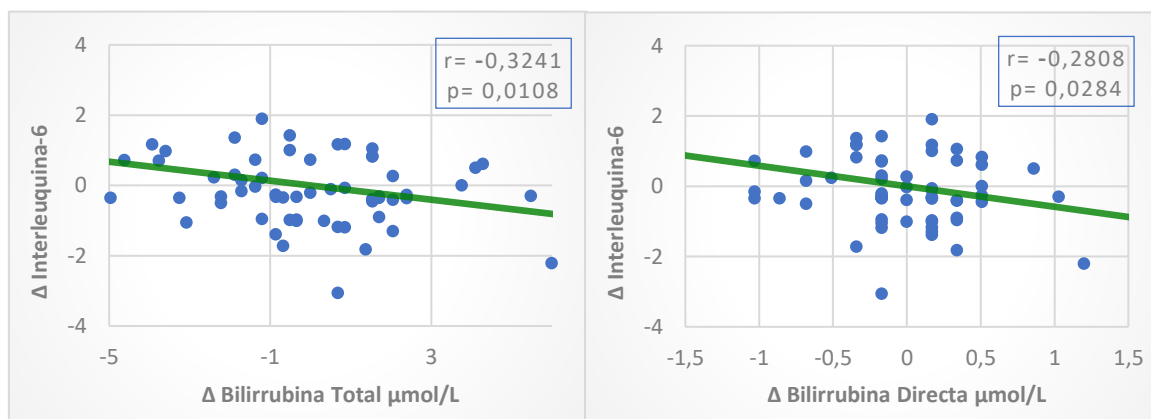 4
2
0
-2
-4
-5
-1
3
Δ Interleuquina-6
Δ Bilirrubina Total μmol/L
r= -0,3241
p= 0,0108
4
2
0
-2
-4
-1,5
-1
-0,5
0
0,5
1
1,5
Δ Interleuquina-6
Δ Bilirrubina Directa μmol/L
r= -0,2808
p= 0,0284